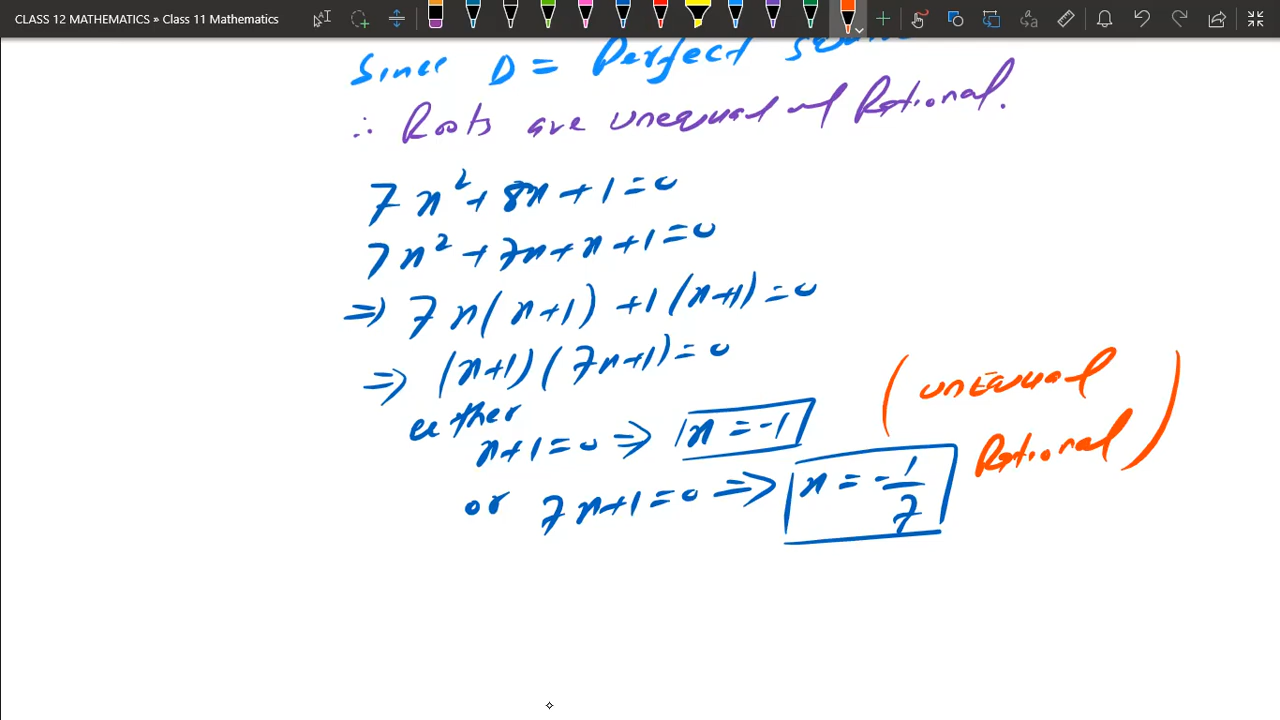 CLASS 12 MATHEMATICS » Class 11 Mathematics
Since D = Perfect
∴ Roots are unequal and Rational.
7x² + 8x + 1 = 0
7x² + 7x + x + 1 = 0
⇒ 7x(x+1) + 1(x+1) = 0
⇒ (x+1)(7x+1) = 0
either
x+1 = 0 ⇒ x = -1
or 7x+1 = 0 ⇒ x = -1/7
(unequal
Rational)